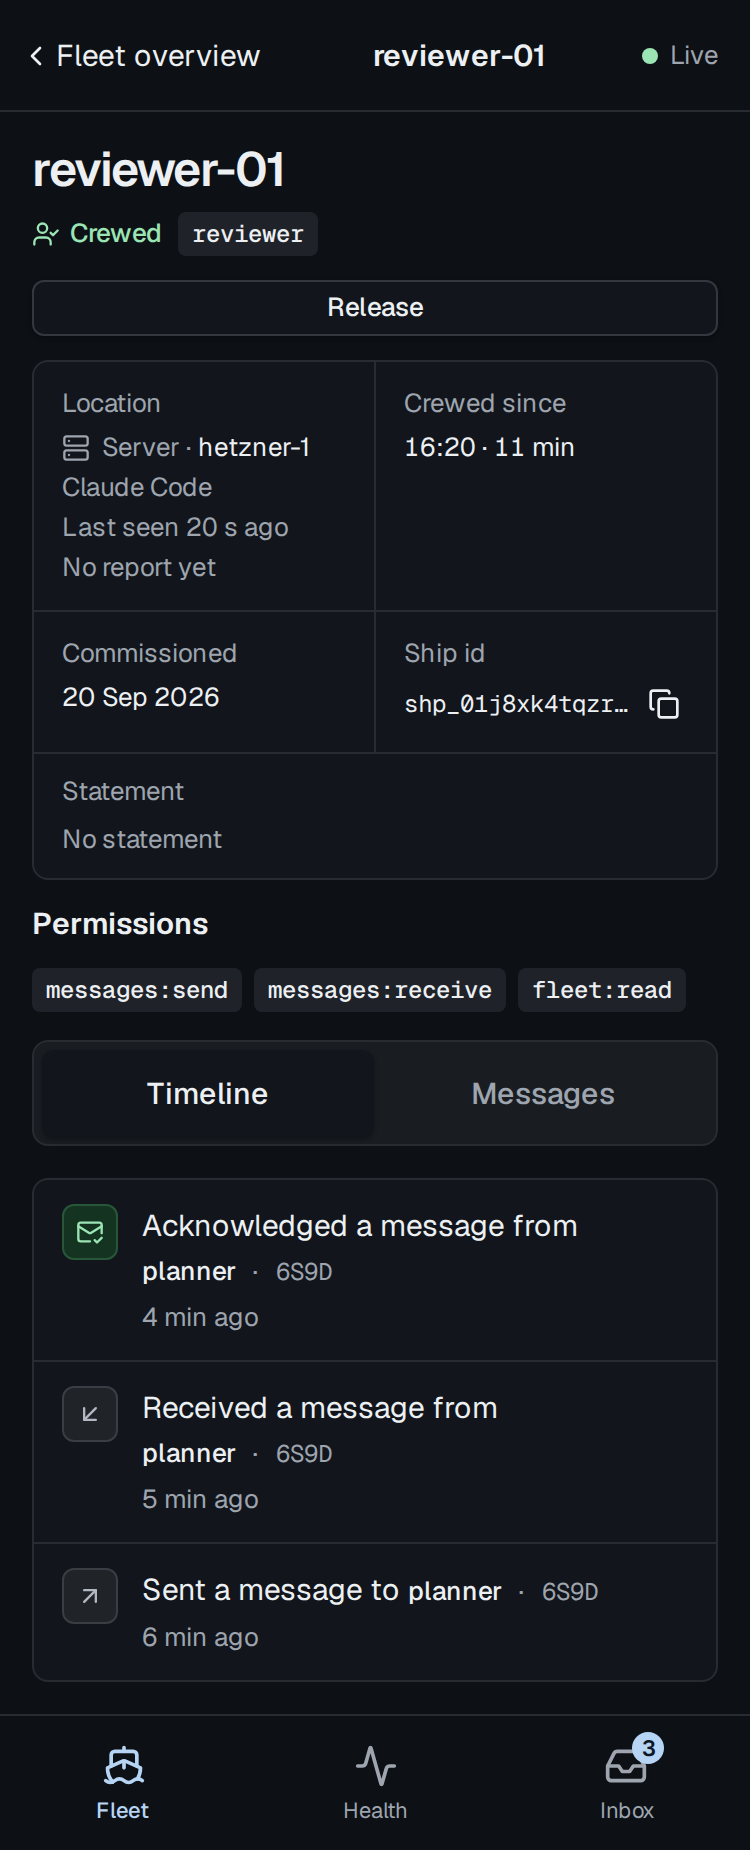 Fleet overview
reviewer-01
Live
reviewer-01
Crewed
reviewer
Release
Location
Server · hetzner-1
Claude Code
Last seen 20 s ago
No report yet
Crewed since
16:20 · 11 min
Commissioned
20 Sep 2026
Ship id
shp_01j8xk4tqzr…
Statement
No statement
Permissions
messages:send
messages:receive
fleet:read
Timeline
Messages
Acknowledged a message from
planner · 6S9D
4 min ago
Received a message from
planner · 6S9D
5 min ago
Sent a message to planner · 6S9D
6 min ago
Fleet
Health
3
Inbox